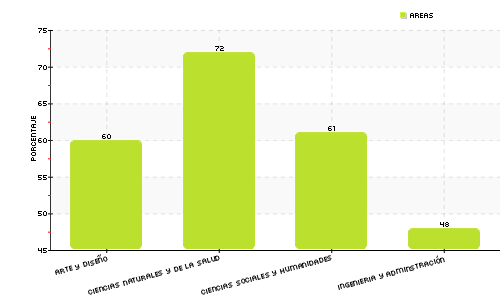 AREAS
75
70
65
60
55
50
45
PORCENTAJE
60
72
61
48
ARTE Y DISEÑO
CIENCIAS NATURALES Y DE LA SALUD
CIENCIAS SOCIALES Y HUMANIDADES
INGENIERIA Y ADMINISTRACIÓN